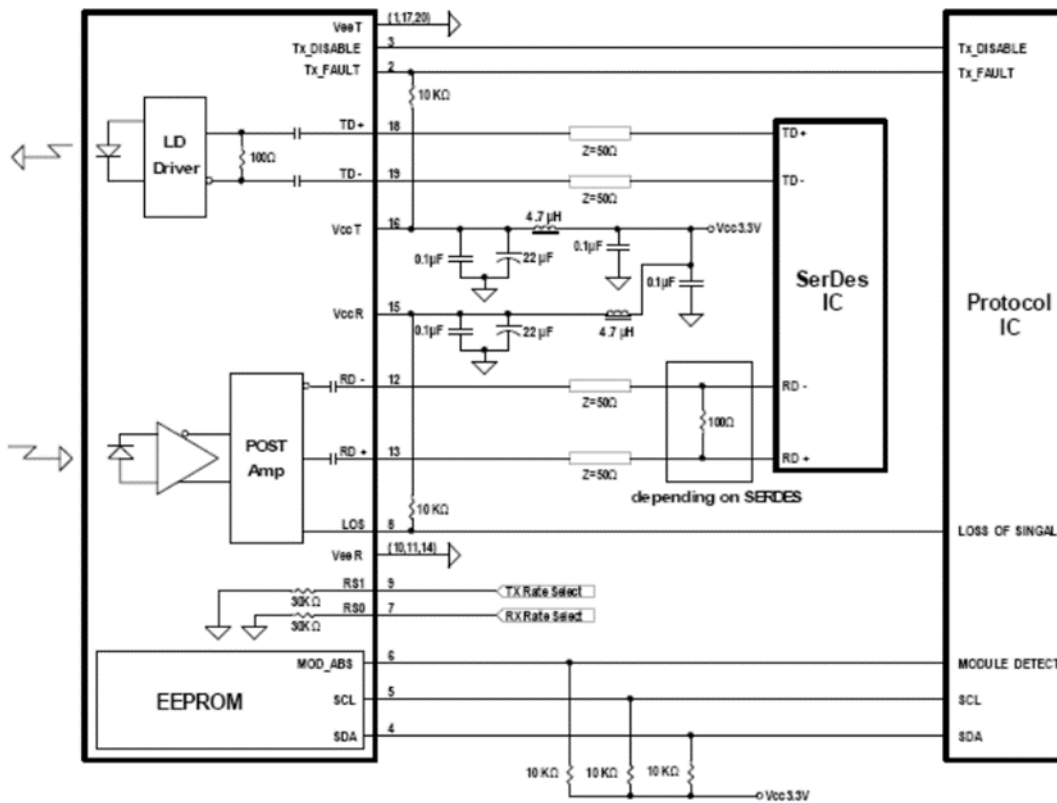 VeeT
(1,17,20)
Tx_DISABLE
3
Tx_DISABLE
Tx_FAULT
2
Tx_FAULT
10 KΩ
LD
Driver
100Ω
TD+
18
Z=50Ω
TD+
TD-
19
Z=50Ω
TD-
VccT
16
4.7 μH
Vcc3.3V
0.1μF
22 μF
0.1μF
0.1μF
SerDes
IC
Protocol
IC
VccR
15
0.1μF
22 μF
4.7 μH
RD -
12
Z=50Ω
RD -
POST
Amp
100Ω
RD +
13
Z=50Ω
RD +
depending on SERDES
10 KΩ
LOS
8
LOSS OF SINGAL
VeeR
(10,11,14)
RS1
9
30KΩ
TX Rate Select
RS0
7
30KΩ
RX Rate Select
EEPROM
MOD_ABS
6
MODULE DETECT
SCL
5
SCL
SDA
4
SDA
10 KΩ
10 KΩ
10 KΩ
Vcc3.3V